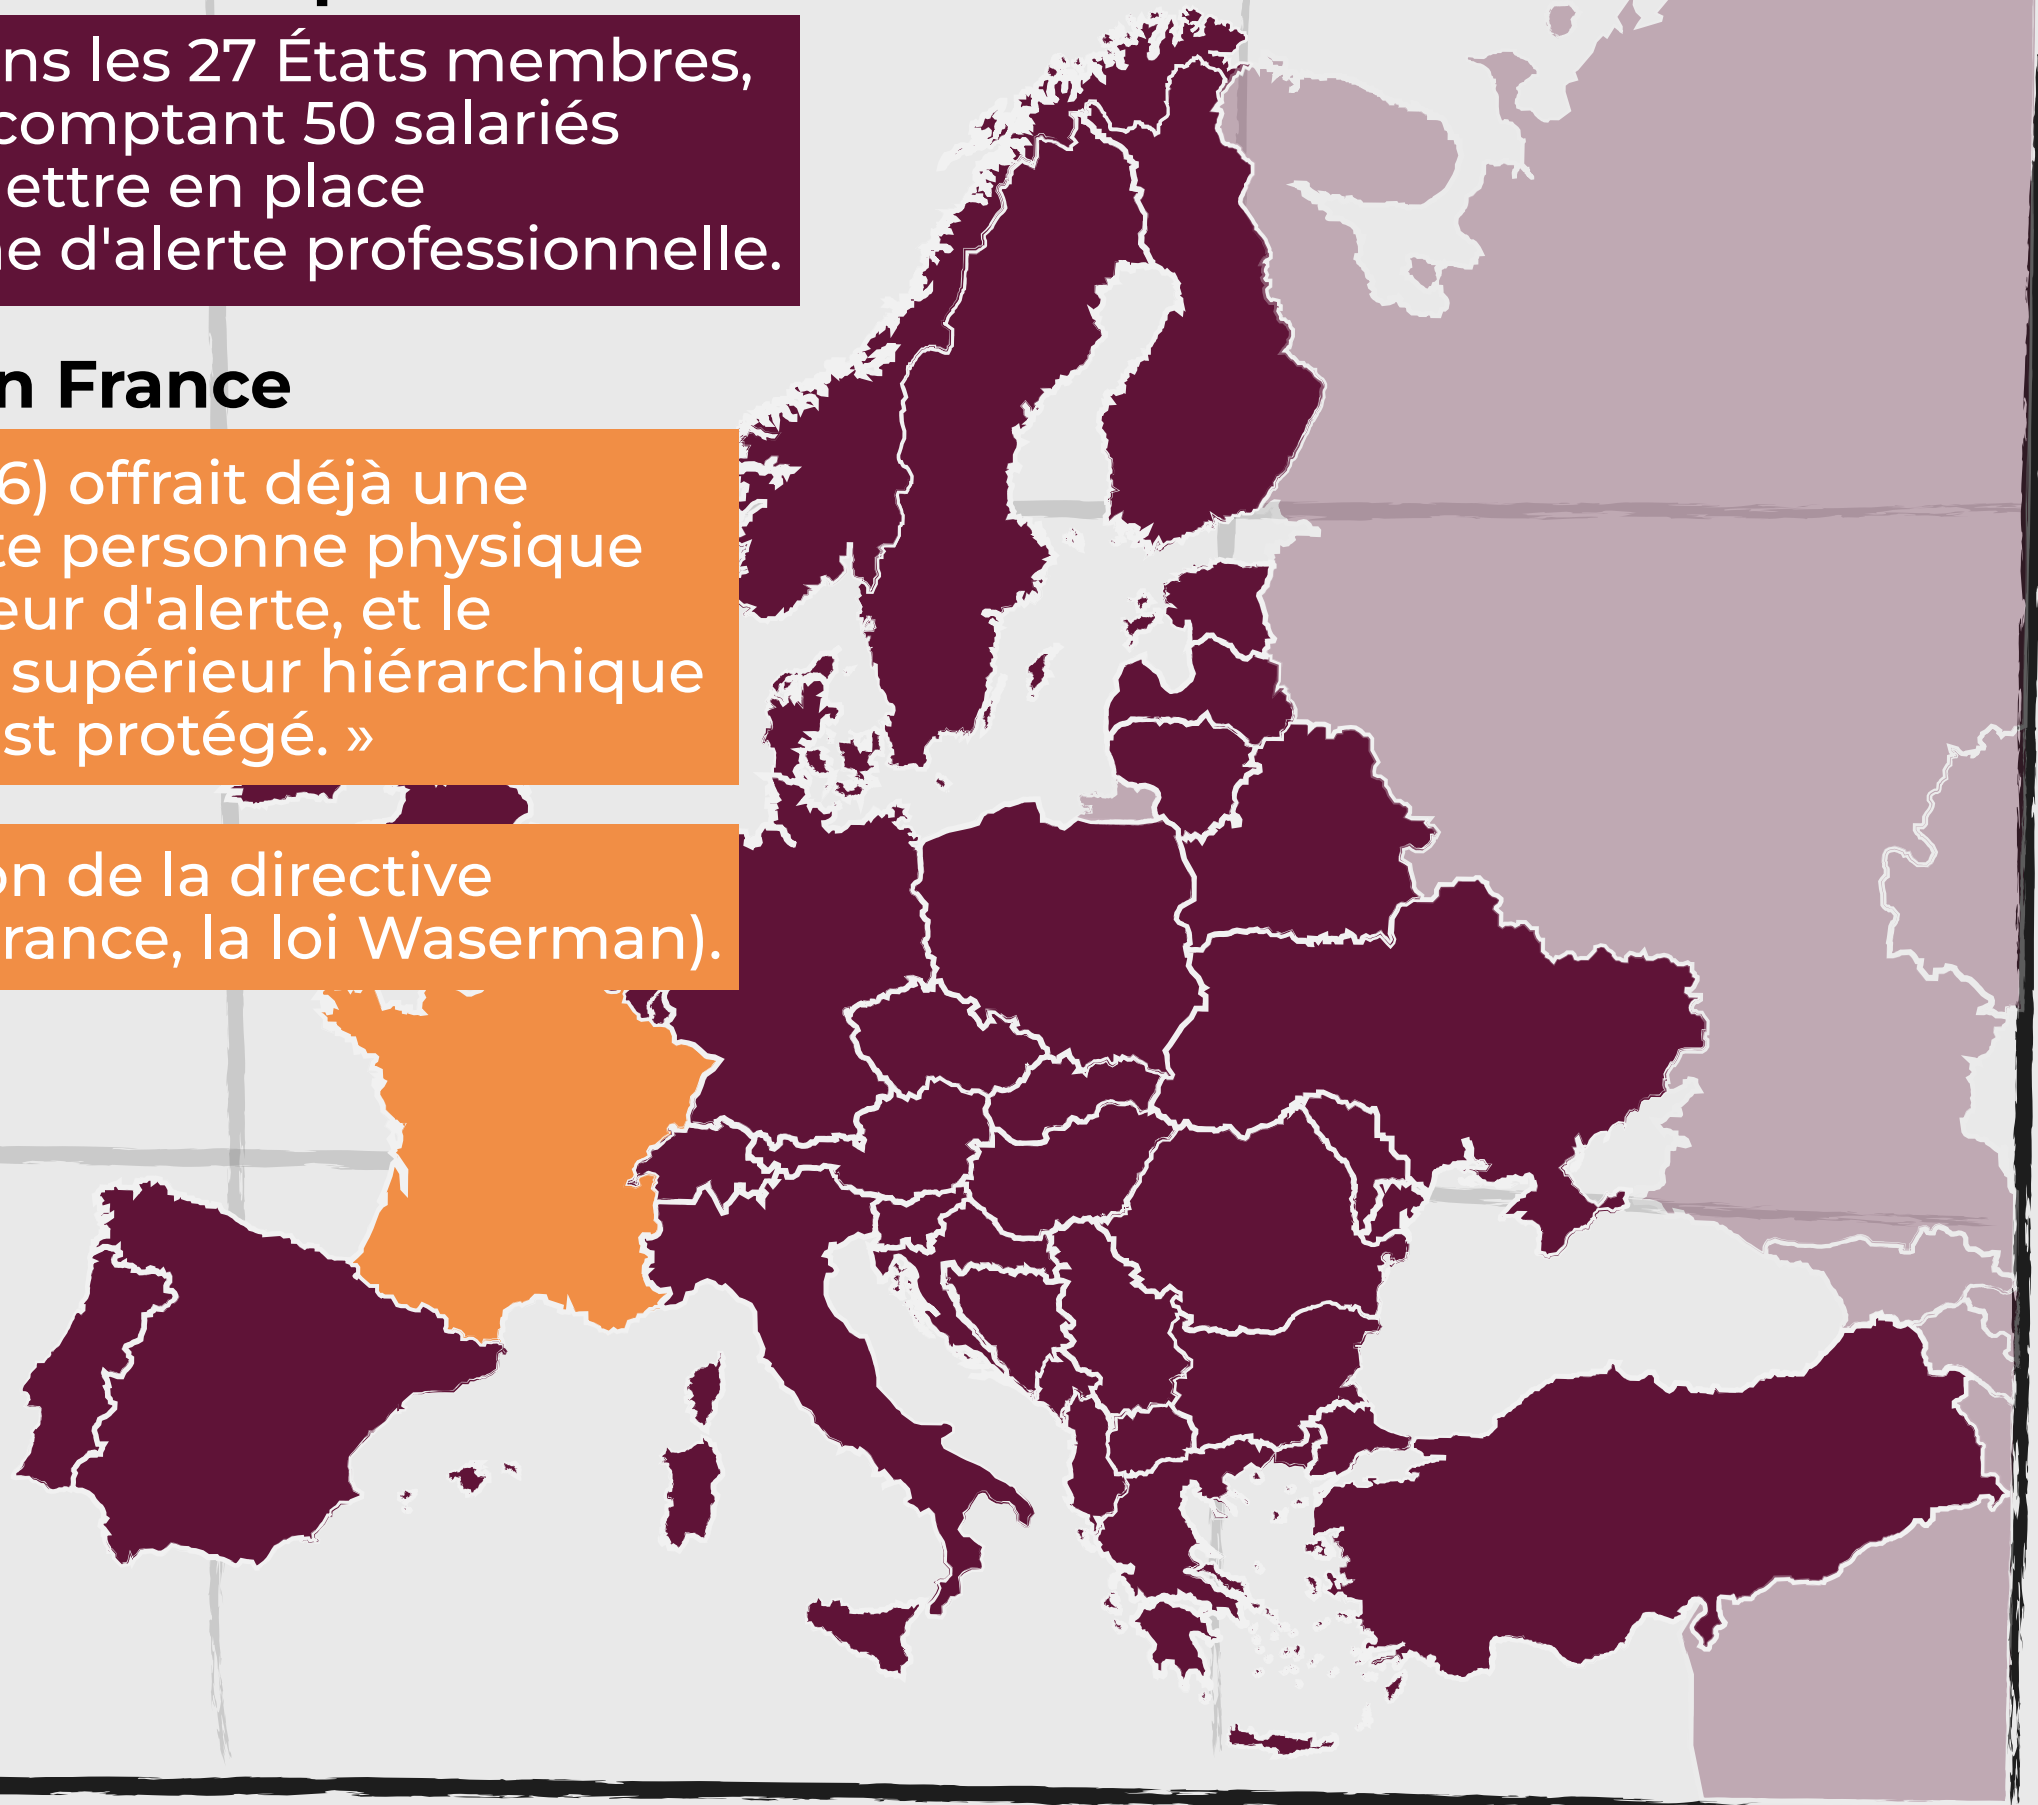 ns les 27 États membres,
comptant 50 salariés
ettre en place
e d'alerte professionnelle.
n France
6) offrait déjà une
te personne physique
eur d'alerte, et le
supérieur hiérarchique
st protégé. »
on de la directive
rance, la loi Waserman).